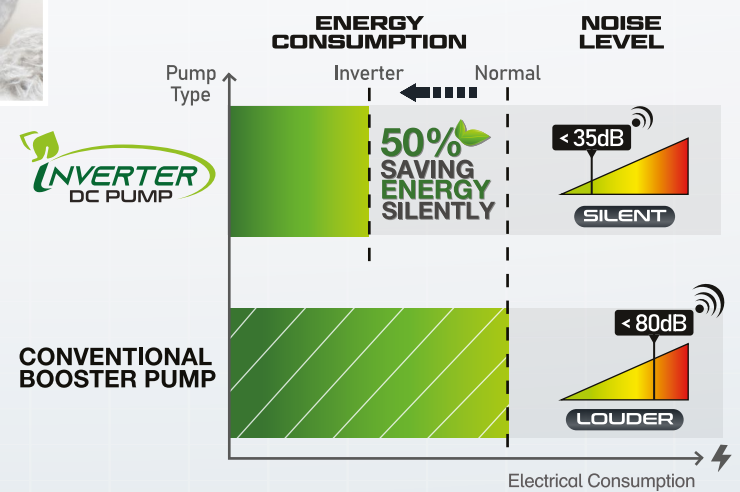 ENERGY
CONSUMPTION
NOISE
LEVEL
Pump
Type
Inverter
Normal
INVERTER
DC PUMP
50%
SAVING
ENERGY
SILENTLY
< 35dB
SILENT
CONVENTIONAL
BOOSTER PUMP
< 80dB
LOUDER
Electrical Consumption